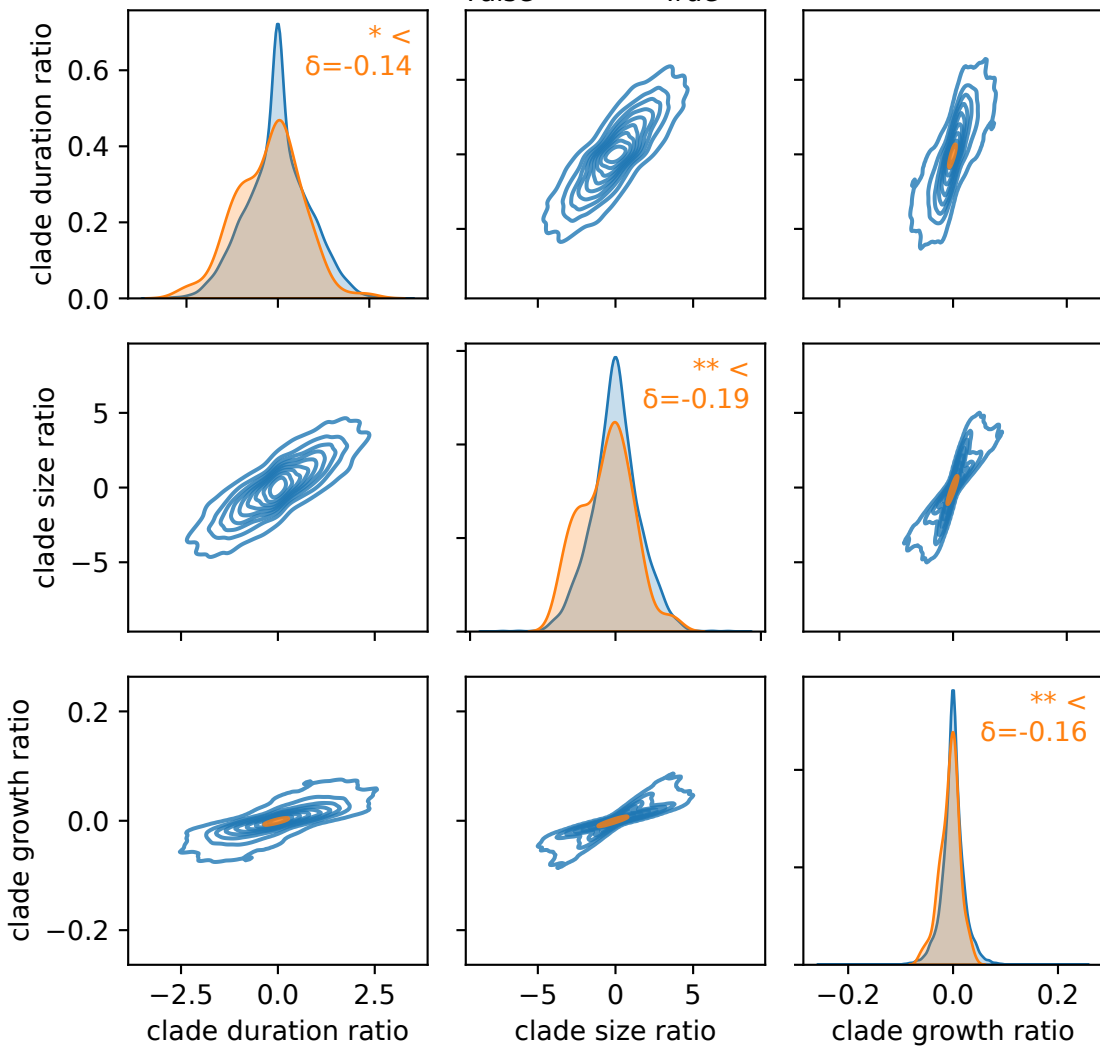 clade duration ratio
0.6
0.4
0.2
0.0
* <
δ=-0.14
clade size ratio
5
0
−5
** <
δ=-0.19
clade growth ratio
0.2
0.0
−0.2
** <
δ=-0.16
−2.5 0.0 2.5
clade duration ratio
−5 0 5
clade size ratio
−0.2 0.0 0.2
clade growth ratio